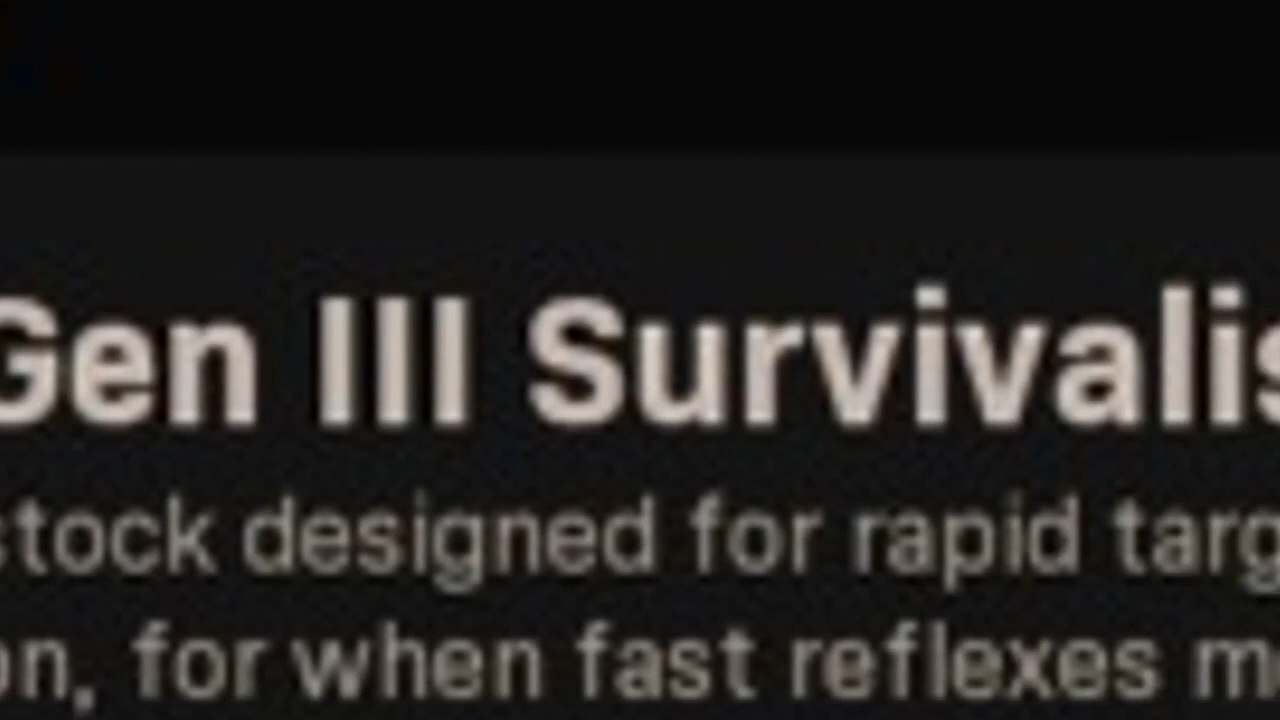 Gen III Survivalis
stock designed for rapid targ
on, for when fast reflexes m